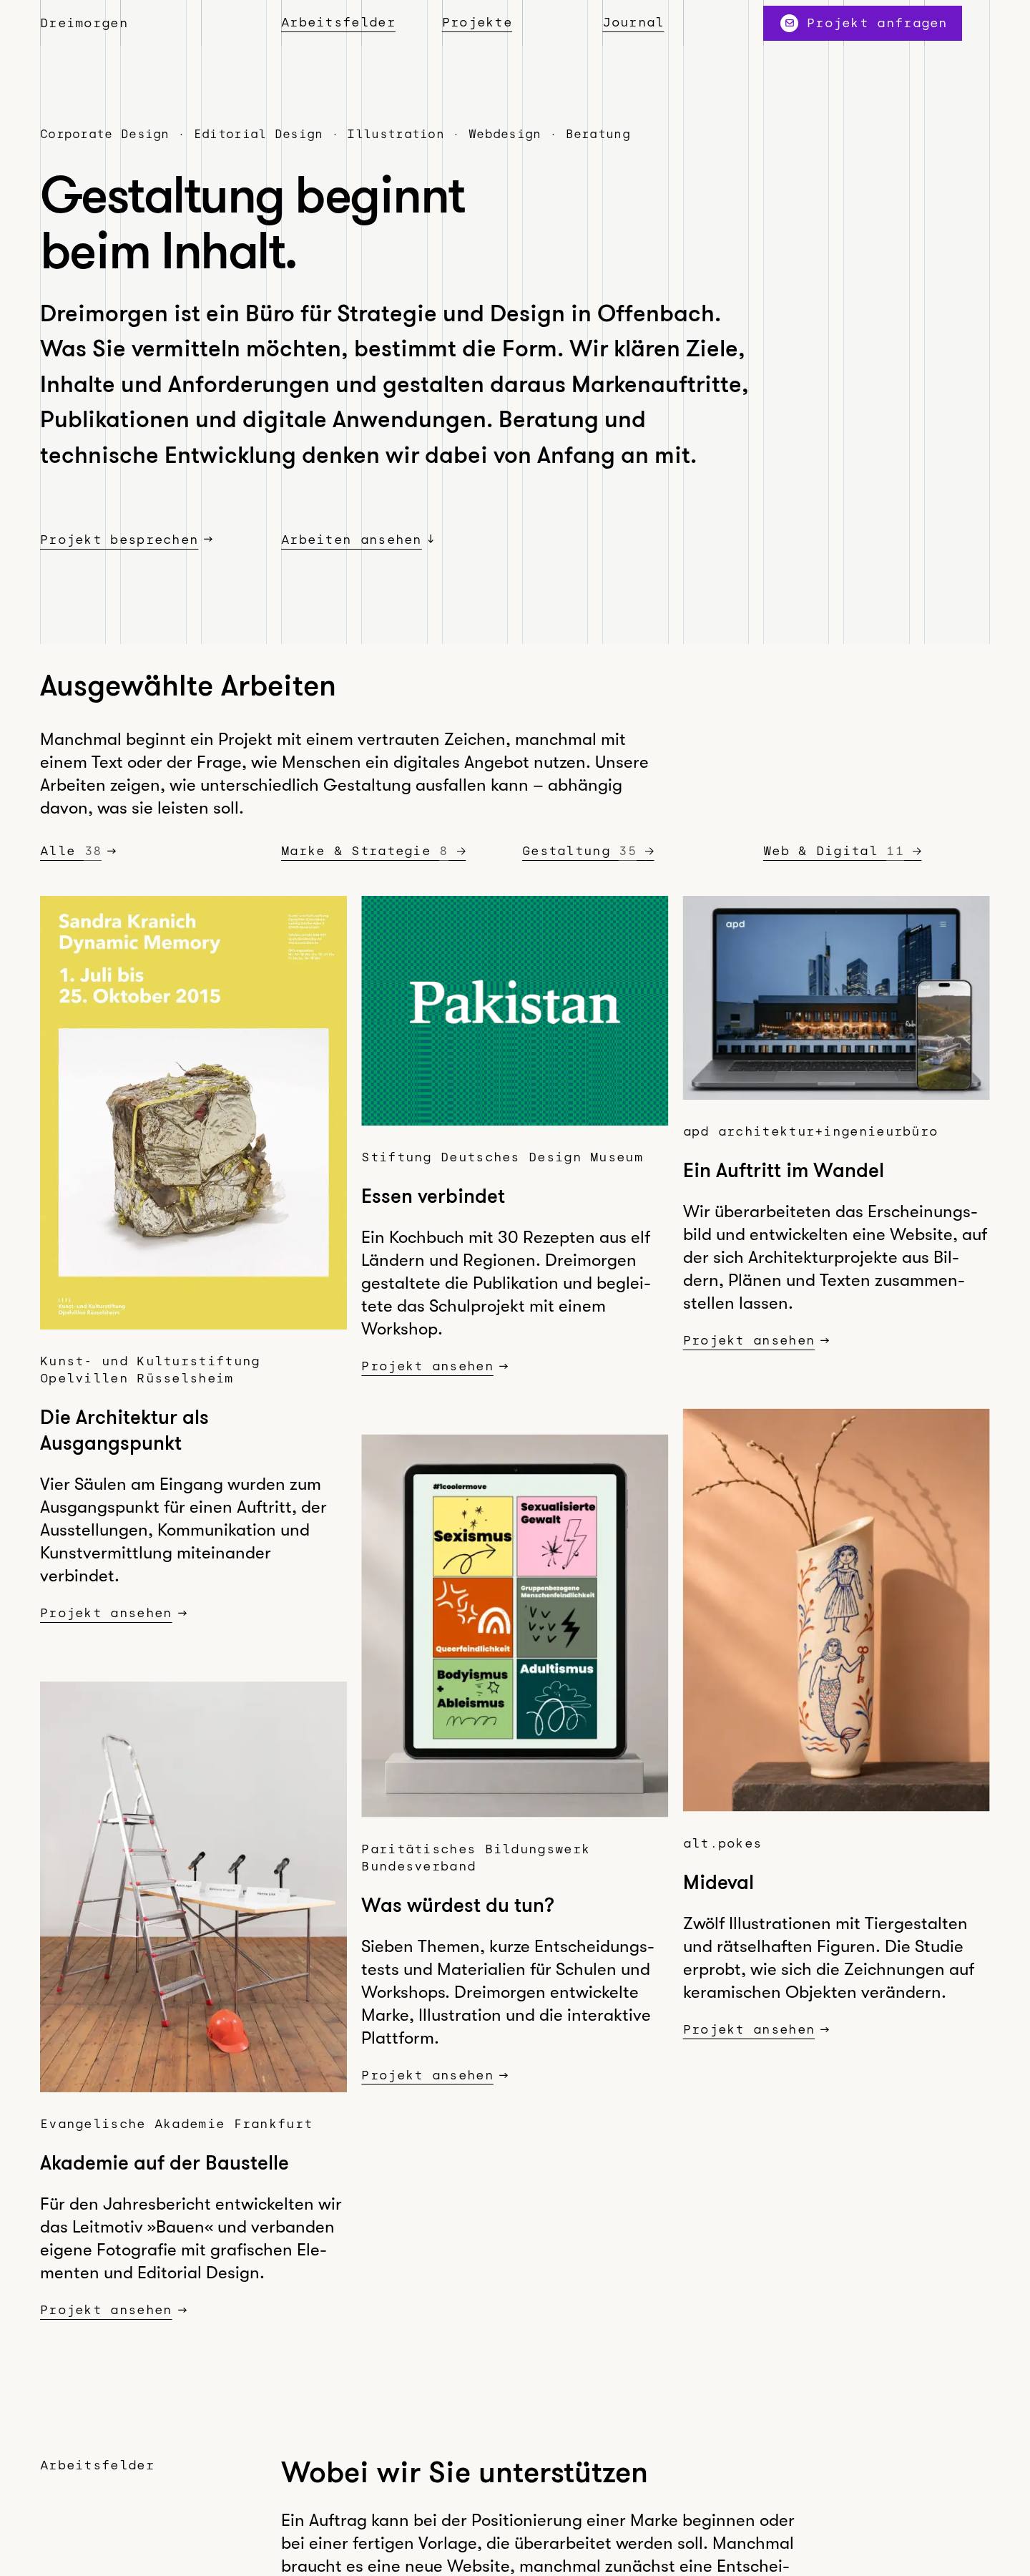 Dreimorgen
Arbeitsfelder
Projekte
Journal
Projekt anfragen
Corporate Design · Editorial Design · Illustration · Webdesign · Beratung
Gestaltung beginnt
beim Inhalt.
Dreimorgen ist ein Büro für Strategie und Design in Offenbach.
Was Sie vermitteln möchten, bestimmt die Form. Wir klären Ziele,
Inhalte und Anforderungen und gestalten daraus Markenauftritte,
Publikationen und digitale Anwendungen. Beratung und
technische Entwicklung denken wir dabei von Anfang an mit.
Projekt besprechen →
Arbeiten ansehen ↓
Ausgewählte Arbeiten
Manchmal beginnt ein Projekt mit einem vertrauten Zeichen, manchmal mit
einem Text oder der Frage, wie Menschen ein digitales Angebot nutzen. Unsere
Arbeiten zeigen, wie unterschiedlich Gestaltung ausfallen kann – abhängig
davon, was sie leisten soll.
Alle 38 →
Marke & Strategie 8 →
Gestaltung 35 →
Web & Digital 11 →
Sandra Kranich
Dynamic Memory
1. Juli bis
25. Oktober 2015
Kunst- und Kulturstiftung
Opelvillen Rüsselsheim
Kunst- und Kulturstiftung
Opelvillen Rüsselsheim
Die Architektur als
Ausgangspunkt
Vier Säulen am Eingang wurden zum
Ausgangspunkt für einen Auftritt, der
Ausstellungen, Kommunikation und
Kunstvermittlung miteinander
verbindet.
Projekt ansehen →
Evangelische Akademie Frankfurt
Akademie auf der Baustelle
Für den Jahresbericht entwickelten wir
das Leitmotiv »Bauen« und verbanden
eigene Fotografie mit grafischen Ele-
menten und Editorial Design.
Projekt ansehen →
Pakistan
Stiftung Deutsches Design Museum
Essen verbindet
Ein Kochbuch mit 30 Rezepten aus elf
Ländern und Regionen. Dreimorgen
gestaltete die Publikation und beglei-
tete das Schulprojekt mit einem
Workshop.
Projekt ansehen →
#1coolermove
Sexismus
Sexualisierte
Gewalt
Queerfeindlichkeit
Gruppenbezogene
Menschenfeindlichkeit
Bodyismus
+
Ableismus
Adultismus
Paritätisches Bildungswerk
Bundesverband
Was würdest du tun?
Sieben Themen, kurze Entscheidungs-
tests und Materialien für Schulen und
Workshops. Dreimorgen entwickelte
Marke, Illustration und die interaktive
Plattform.
Projekt ansehen →
apd
apd architektur+ingenieurbüro
Ein Auftritt im Wandel
Wir überarbeiteten das Erscheinungs-
bild und entwickelten eine Website, auf
der sich Architekturprojekte aus Bil-
dern, Plänen und Texten zusammen-
stellen lassen.
Projekt ansehen →
alt.pokes
Mideval
Zwölf Illustrationen mit Tiergestalten
und rätselhaften Figuren. Die Studie
erprobt, wie sich die Zeichnungen auf
keramischen Objekten verändern.
Projekt ansehen →
Arbeitsfelder
Wobei wir Sie unterstützen
Ein Auftrag kann bei der Positionierung einer Marke beginnen oder
bei einer fertigen Vorlage, die überarbeitet werden soll. Manchmal
braucht es eine neue Website, manchmal zunächst eine Entschei-